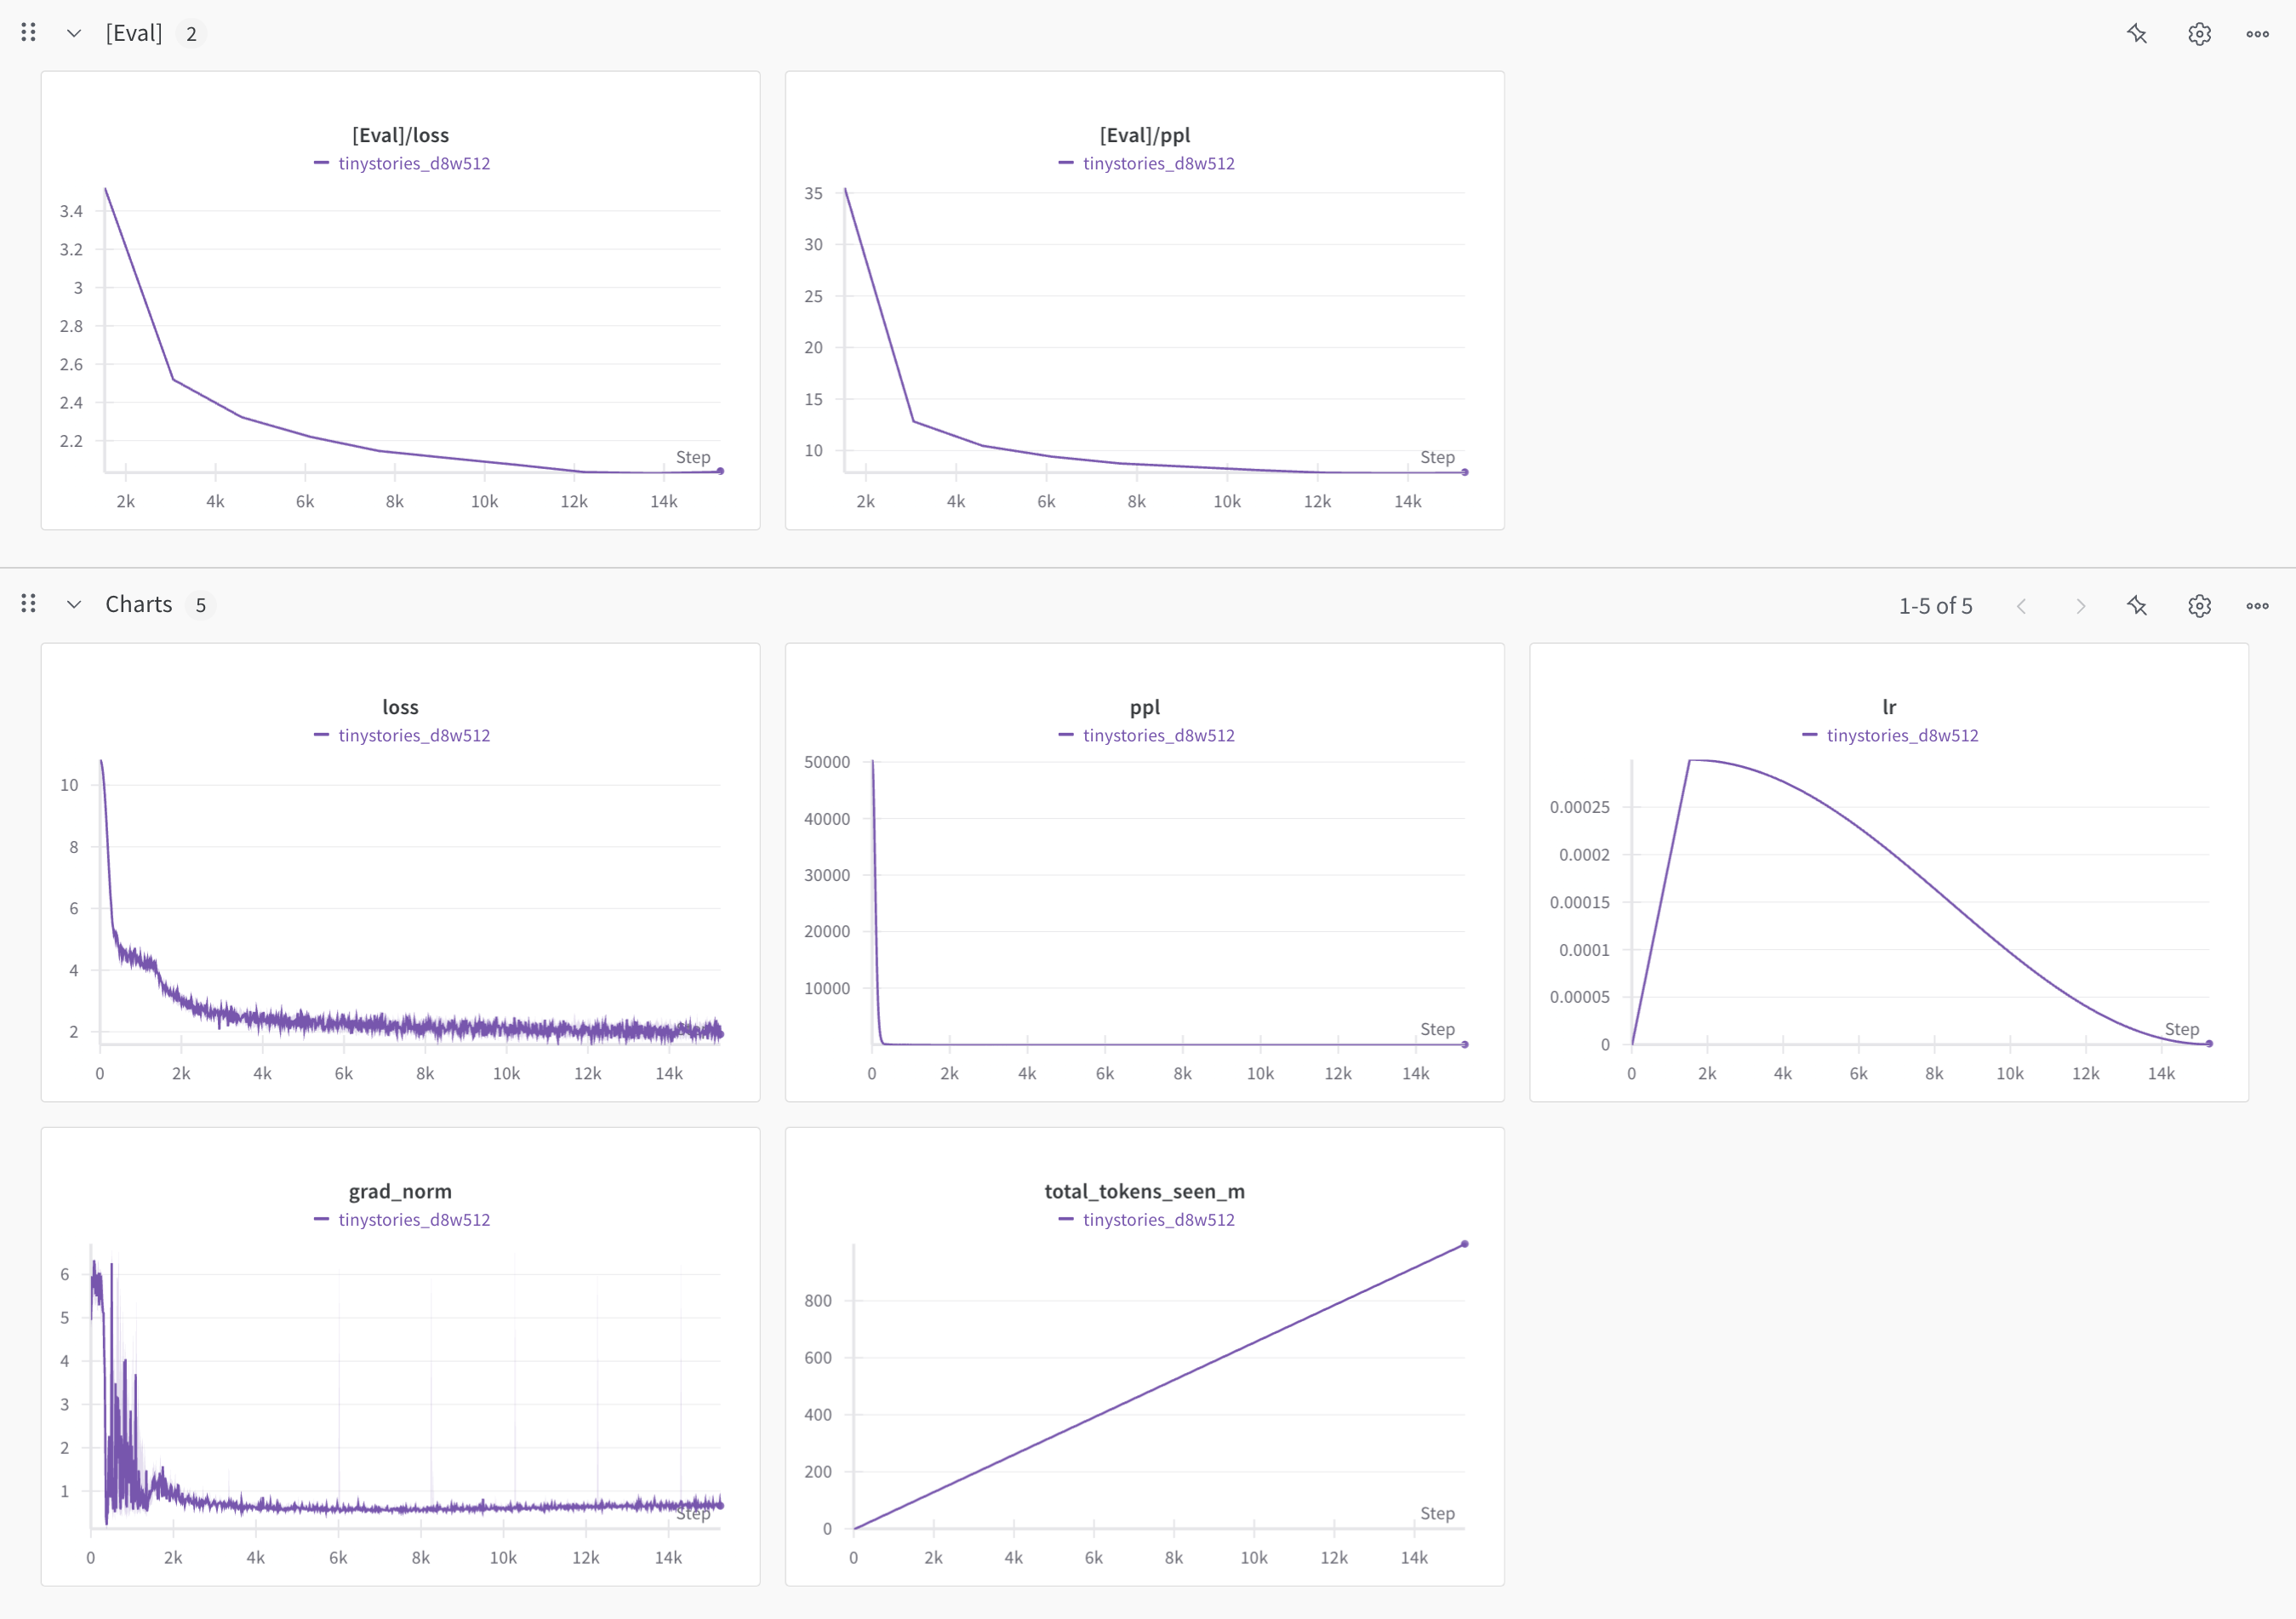 [Eval] 2
[Eval]/loss
tinystories_d8w512
3.4
3.2
3
2.8
2.6
2.4
2.2
Step
2k 4k 6k 8k 10k 12k 14k
[Eval]/ppl
tinystories_d8w512
35
30
25
20
15
10
Step
2k 4k 6k 8k 10k 12k 14k
Charts 5
1-5 of 5
loss
tinystories_d8w512
10
8
6
4
2
Step
0 2k 4k 6k 8k 10k 12k 14k
ppl
tinystories_d8w512
50000
40000
30000
20000
10000
Step
0 2k 4k 6k 8k 10k 12k 14k
lr
tinystories_d8w512
0.00025
0.0002
0.00015
0.0001
0.00005
0
Step
0 2k 4k 6k 8k 10k 12k 14k
grad_norm
tinystories_d8w512
6
5
4
3
2
1
Step
0 2k 4k 6k 8k 10k 12k 14k
total_tokens_seen_m
tinystories_d8w512
800
600
400
200
0
Step
0 2k 4k 6k 8k 10k 12k 14k